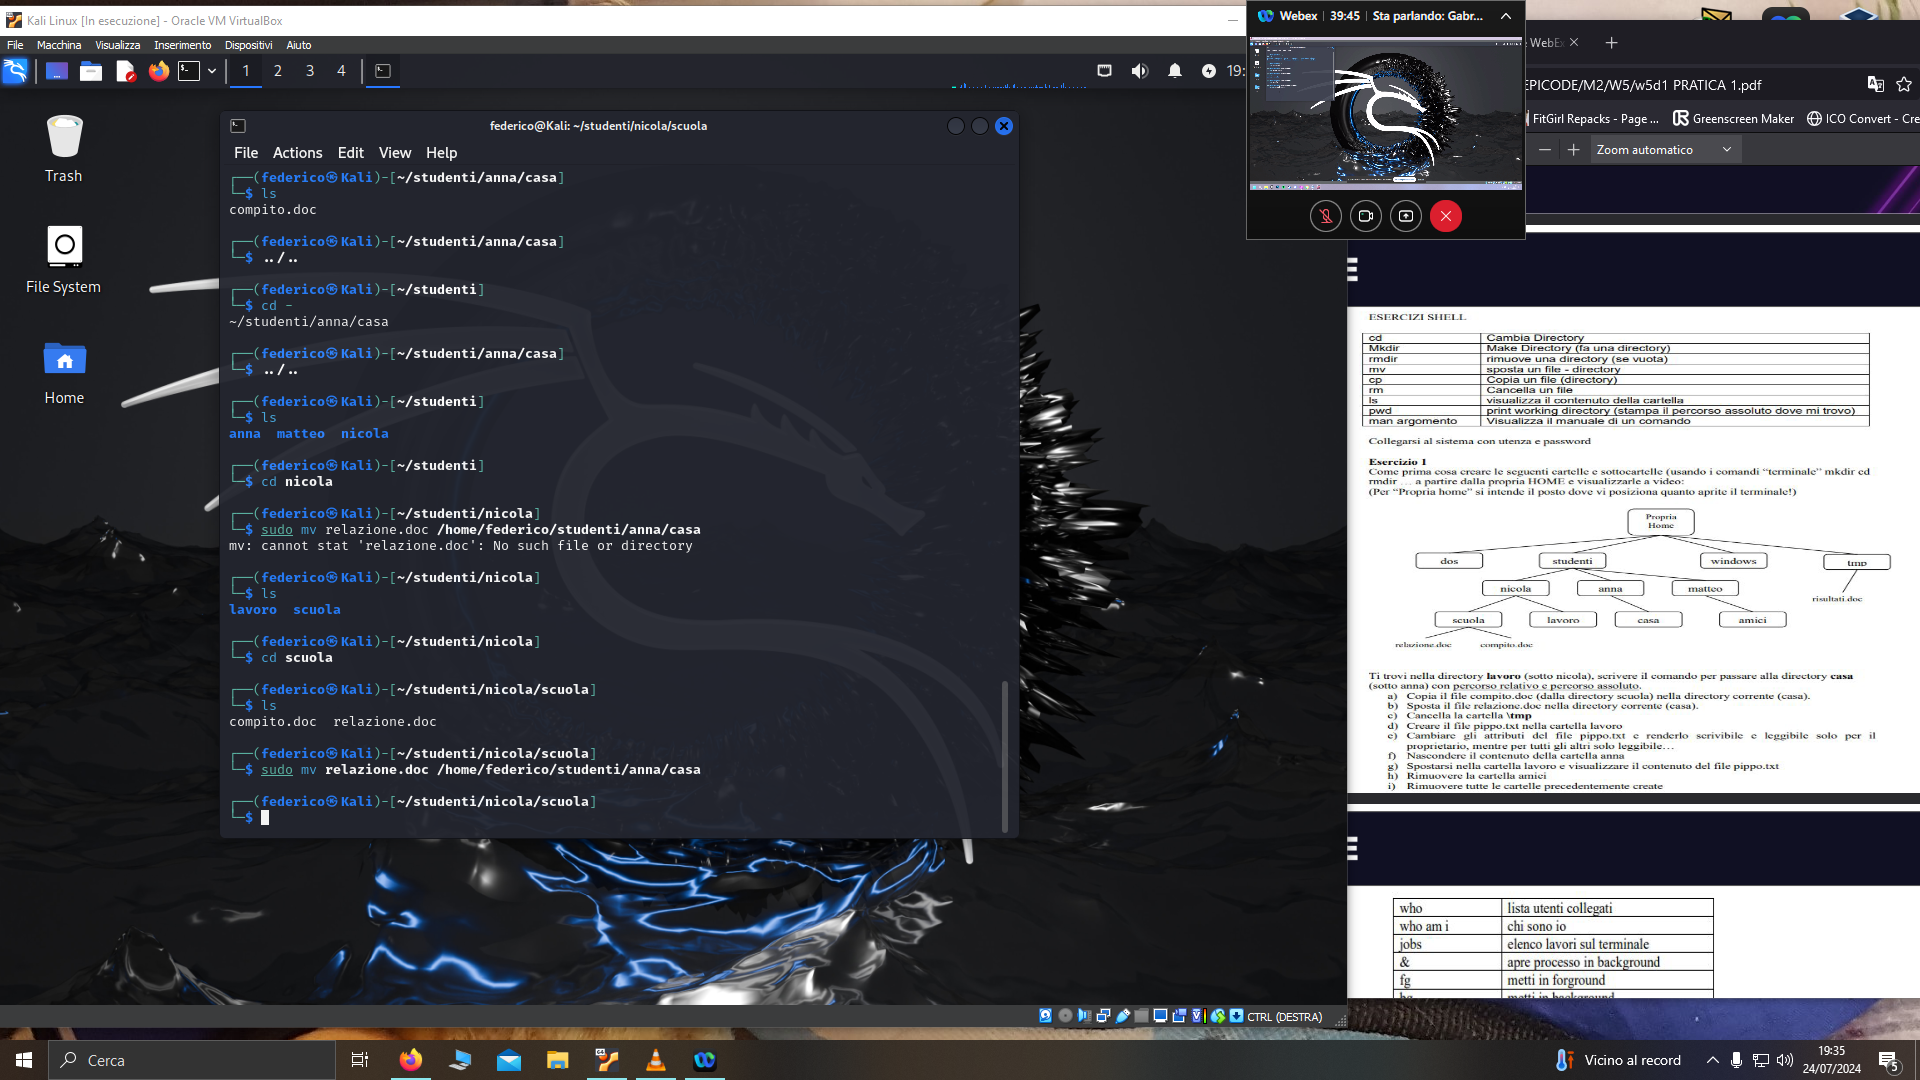 Kali Linux [In esecuzione] - Oracle VM VirtualBox
File Macchina Visualizza Inserimento Dispositivi Aiuto
1 2 3 4
19:
Trash
File System
Home
federico@Kali: ~/studenti/nicola/scuola
File Actions Edit View Help
┌──(federico㉿Kali)-[~/studenti/anna/casa]
└─$ ls
compito.doc
┌──(federico㉿Kali)-[~/studenti/anna/casa]
└─$ ../..
┌──(federico㉿Kali)-[~/studenti]
└─$ cd -
~/studenti/anna/casa
┌──(federico㉿Kali)-[~/studenti/anna/casa]
└─$ ../..
┌──(federico㉿Kali)-[~/studenti]
└─$ ls
anna matteo nicola
┌──(federico㉿Kali)-[~/studenti]
└─$ cd nicola
┌──(federico㉿Kali)-[~/studenti/nicola]
└─$ sudo mv relazione.doc /home/federico/studenti/anna/casa
mv: cannot stat 'relazione.doc': No such file or directory
┌──(federico㉿Kali)-[~/studenti/nicola]
└─$ ls
lavoro scuola
┌──(federico㉿Kali)-[~/studenti/nicola]
└─$ cd scuola
┌──(federico㉿Kali)-[~/studenti/nicola/scuola]
└─$ ls
compito.doc relazione.doc
┌──(federico㉿Kali)-[~/studenti/nicola/scuola]
└─$ sudo mv relazione.doc /home/federico/studenti/anna/casa
┌──(federico㉿Kali)-[~/studenti/nicola/scuola]
└─$
CTRL (DESTRA)
Webex 39:45 Sta parlando: Gabr...
WebEx
EPICODE/M2/W5/w5d1 PRATICA 1.pdf
FitGirl Repacks - Page ... Greenscreen Maker ICO Convert - Cre
Zoom automatico
ESERCIZI SHELL
cd Cambia Directory
Mkdir Make Directory (fa una directory)
rmdir rimuove una directory (se vuota)
mv sposta un file - directory
cp Copia un file (directory)
rm Cancella un file
ls visualizza il contenuto della cartella
pwd print working directory (stampa il percorso assoluto dove mi trovo)
man argomento Visualizza il manuale di un comando
Collegarsi al sistema con utenza e password
Esercizio 1
Come prima cosa creare le seguenti cartelle e sottocartelle (usando i comandi "terminale" mkdir cd
rmdir … a partire dalla propria HOME e visualizzarle a video:
(Per "Propria home" si intende il posto dove vi posiziona quanto aprite il terminale!)
Propria
Home
dos studenti windows tmp
nicola anna matteo risultati.doc
scuola lavoro casa amici
relazione.doc compito.doc
Ti trovi nella directory lavoro (sotto nicola), scrivere il comando per passare alla directory casa
(sotto anna) con percorso relativo e percorso assoluto.
a) Copia il file compito.doc (dalla directory scuola) nella directory corrente (casa).
b) Sposta il file relazione.doc nella directory corrente (casa).
c) Cancella la cartella \tmp
d) Creare il file pippo.txt nella cartella lavoro
e) Cambiare gli attributi del file pippo.txt e renderlo scrivibile e leggibile solo per il
proprietario, mentre per tutti gli altri solo leggibile…
f) Nascondere il contenuto della cartella anna
g) Spostarsi nella cartella lavoro e visualizzare il contenuto del file pippo.txt
h) Rimuovere la cartella amici
i) Rimuovere tutte le cartelle precedentemente create
who lista utenti collegati
who am i chi sono io
jobs elenco lavori sul terminale
& apre processo in background
fg metti in forground
bg metti in background
Cerca
Vicino al record
19:35
24/07/2024
5